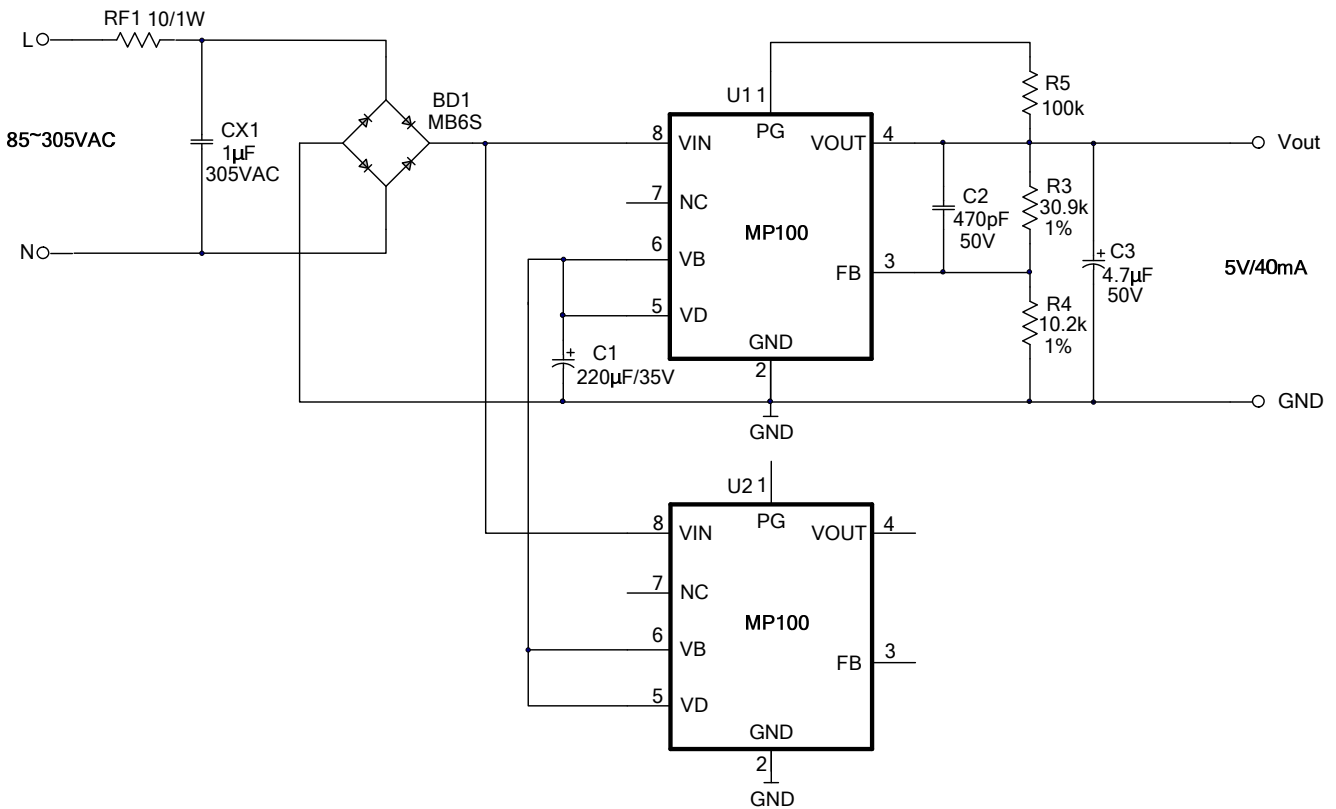 RF1 10/1W
L
85~305VAC
CX1
1µF
305VAC
N
BD1
MB6S
U1 1
PG
8
VIN
7
NC
6
VB
5
VD
MP100
VOUT
4
FB
3
GND
2
GND
C1
+
220µF/35V
C2
470pF
50V
R5
100k
R3
30.9k
1%
R4
10.2k
1%
+
C3
4.7µF
50V
Vout
5V/40mA
GND
U2 1
PG
8
VIN
7
NC
6
VB
5
VD
MP100
VOUT
4
FB
3
GND
2
GND